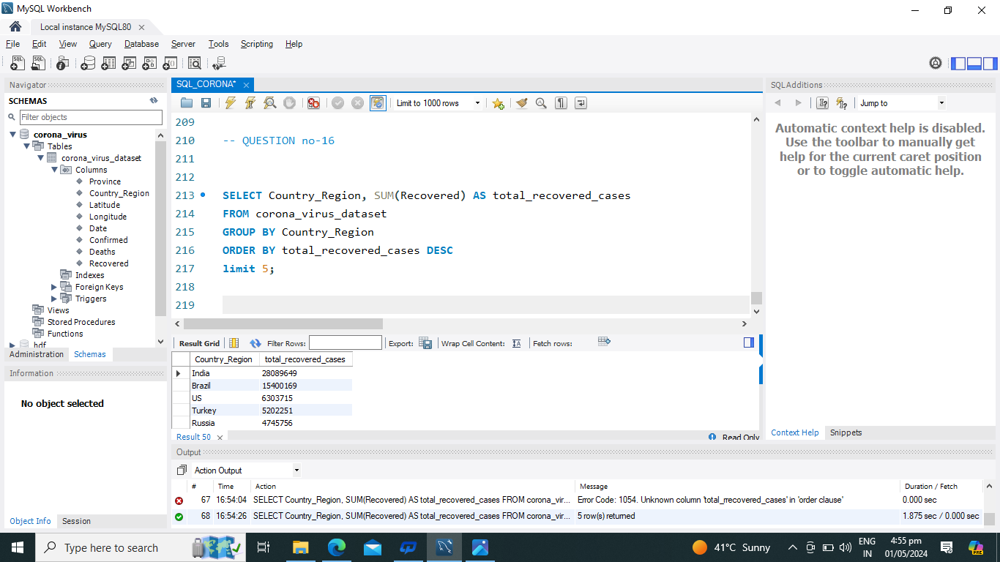 MySQL Workbench
Local instance MySQL80
File Edit View Query Database Server Tools Scripting Help
Navigator
SCHEMAS
Filter objects
corona_virus
Tables
corona_virus_dataset
Columns
Province
Country_Region
Latitude
Longitude
Date
Confirmed
Deaths
Recovered
Indexes
Foreign Keys
Triggers
Views
Stored Procedures
Functions
hdf
Administration Schemas
Information
No object selected
Object Info Session
SQL_CORONA*
Limit to 1000 rows
209
210 -- QUESTION no-16
211
212
213 SELECT Country_Region, SUM(Recovered) AS total_recovered_cases
214 FROM corona_virus_dataset
215 GROUP BY Country_Region
216 ORDER BY total_recovered_cases DESC
217 limit 5;
218
219
Result Grid Filter Rows: Export: Wrap Cell Content: Fetch rows:
Country_Region total_recovered_cases
India 28089649
Brazil 15400169
US 6303715
Turkey 5202251
Russia 4745756
Result 50 Read Only
SQLAdditions
Jump to
Automatic context help is disabled.
Use the toolbar to manually get
help for the current caret position
or to toggle automatic help.
Context Help Snippets
Output
Action Output
# Time Action Message Duration / Fetch
67 16:54:04 SELECT Country_Region, SUM(Recovered) AS total_recovered_cases FROM corona_vir... Error Code: 1054. Unknown column 'total_rrecovered_cases' in 'order clause' 0.000 sec
68 16:54:26 SELECT Country_Region, SUM(Recovered) AS total_recovered_cases FROM corona_vir... 5 row(s) returned 1.875 sec / 0.000 sec
Type here to search
41°C Sunny
ENG
IN
4:55 pm
01/05/2024
PRE